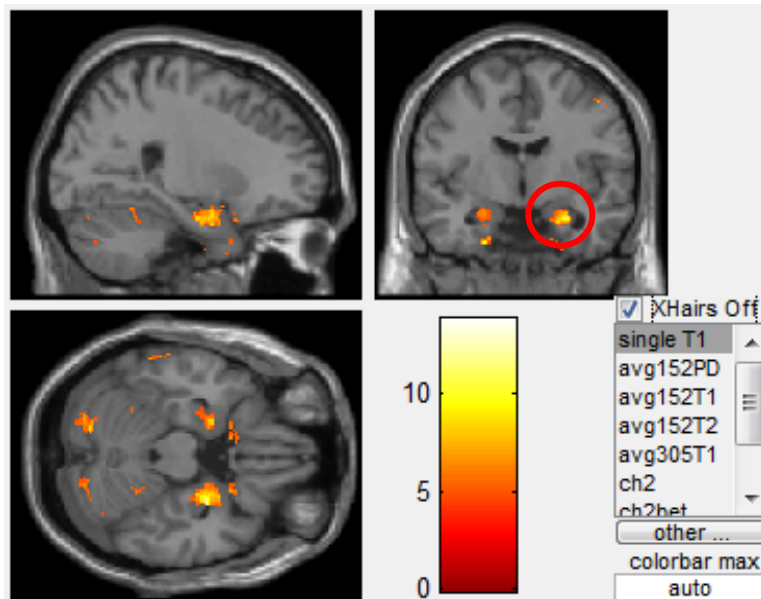 XHairs Off
single T1
avg152PD
avg152T1
avg152T2
avg305T1
ch2
ch2bet
other ...
colorbar max
auto
10
5
0